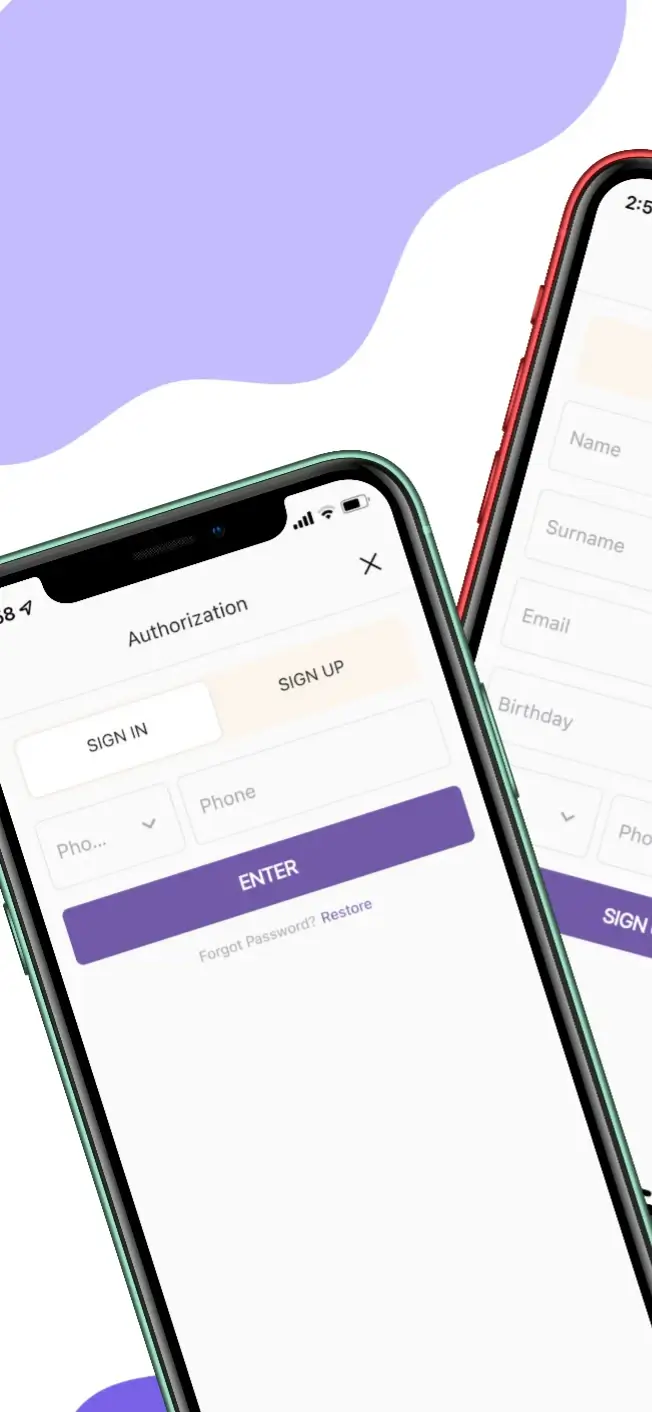 Authorization
SIGN IN
SIGN UP
Pho...
Phone
ENTER
Forgot Password? Restore
2:5
Name
Surname
Email
Birthday
Pho
SIGN